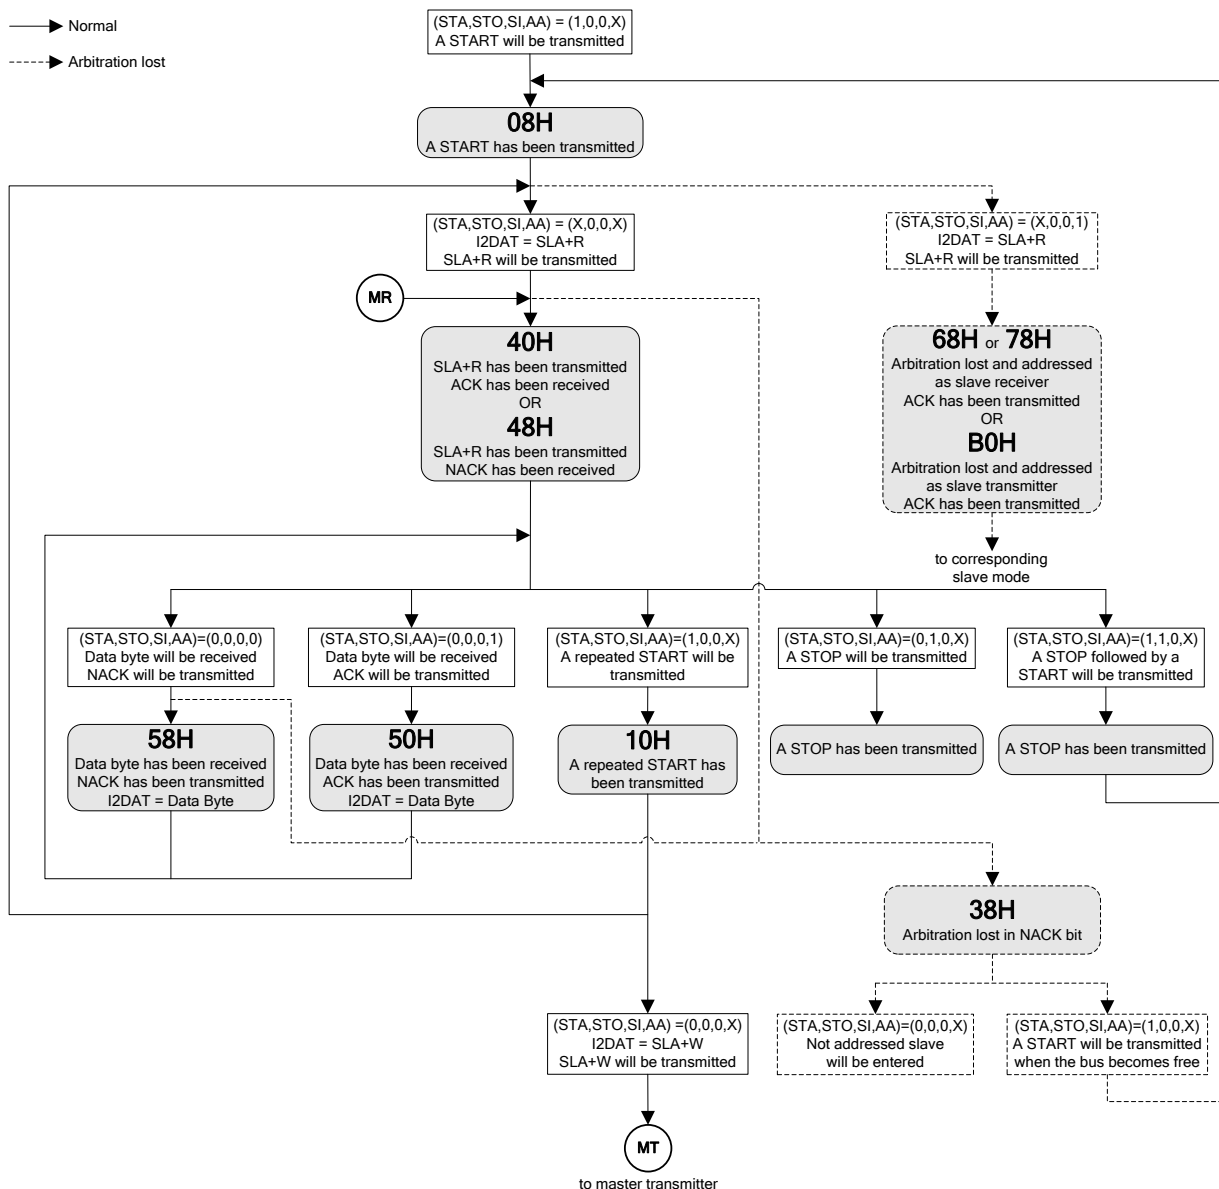 Normal
Arbitration lost
(STA,STO,SI,AA) = (1,0,0,X)
A START will be transmitted
08H
A START has been transmitted
(STA,STO,SI,AA) = (X,0,0,X)
I2DAT = SLA+R
SLA+R will be transmitted
(STA,STO,SI,AA) = (X,0,0,1)
I2DAT = SLA+R
SLA+R will be transmitted
MR
40H
SLA+R has been transmitted
ACK has been received
OR
48H
SLA+R has been transmitted
NACK has been received
68H or 78H
Arbitration lost and addressed
as slave receiver
ACK has been transmitted
OR
B0H
Arbitration lost and addressed
as slave transmitter
ACK has been transmitted
to corresponding
slave mode
(STA,STO,SI,AA)=(0,0,0,0)
Data byte will be received
NACK will be transmitted
(STA,STO,SI,AA)=(0,0,0,1)
Data byte will be received
ACK will be transmitted
(STA,STO,SI,AA)=(1,0,0,X)
A repeated START will be
transmitted
(STA,STO,SI,AA)=(0,1,0,X)
A STOP will be transmitted
(STA,STO,SI,AA)=(1,1,0,X)
A STOP followed by a
START will be transmitted
58H
Data byte has been received
NACK has been transmitted
I2DAT = Data Byte
50H
Data byte has been received
ACK has been transmitted
I2DAT = Data Byte
10H
A repeated START has
been transmitted
A STOP has been transmitted
A STOP has been transmitted
38H
Arbitration lost in NACK bit
(STA,STO,SI,AA) =(0,0,0,X)
I2DAT = SLA+W
SLA+W will be transmitted
(STA,STO,SI,AA)=(0,0,0,X)
Not addressed slave
will be entered
(STA,STO,SI,AA)=(1,0,0,X)
A START will be transmitted
when the bus becomes free
MT
to master transmitter